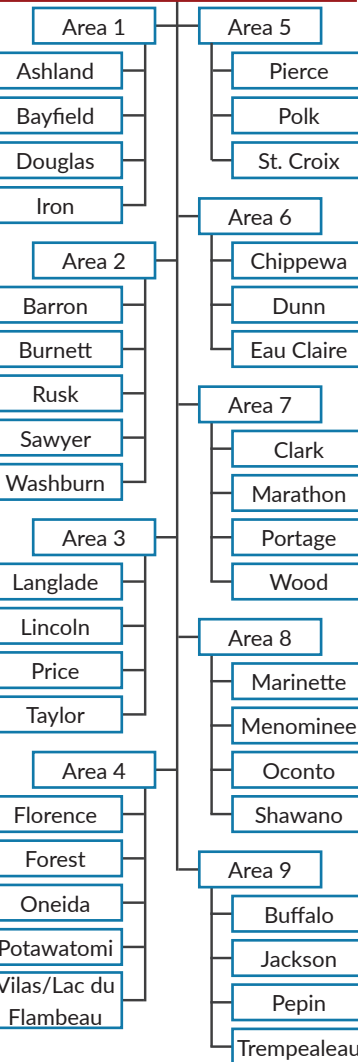 Area 1
Ashland
Bayfield
Douglas
Iron
Area 2
Barron
Burnett
Rusk
Sawyer
Washburn
Area 3
Langlade
Lincoln
Price
Taylor
Area 4
Florence
Forest
Oneida
Potawatomi
Vilas/Lac du
Flambeau
Area 5
Pierce
Polk
St. Croix
Area 6
Chippewa
Dunn
Eau Claire
Area 7
Clark
Marathon
Portage
Wood
Area 8
Marinette
Menominee
Oconto
Shawano
Area 9
Buffalo
Jackson
Pepin
Trempealeau